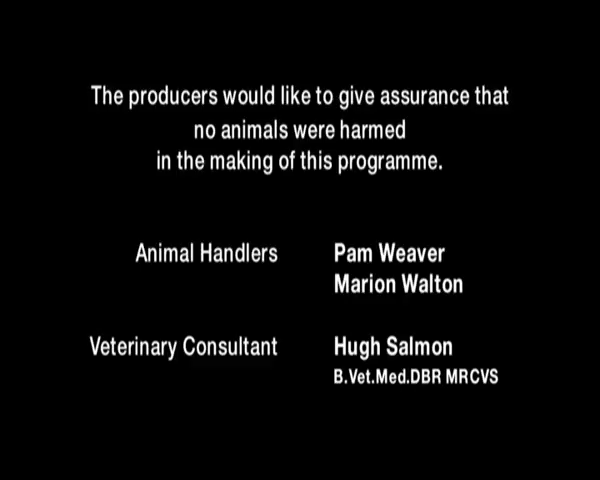 The producers would like to give assurance that
no animals were harmed
in the making of this programme.
Animal Handlers Pam Weaver
Marion Walton
Veterinary Consultant Hugh Salmon
B.Vet.Med.DBR MRCVS